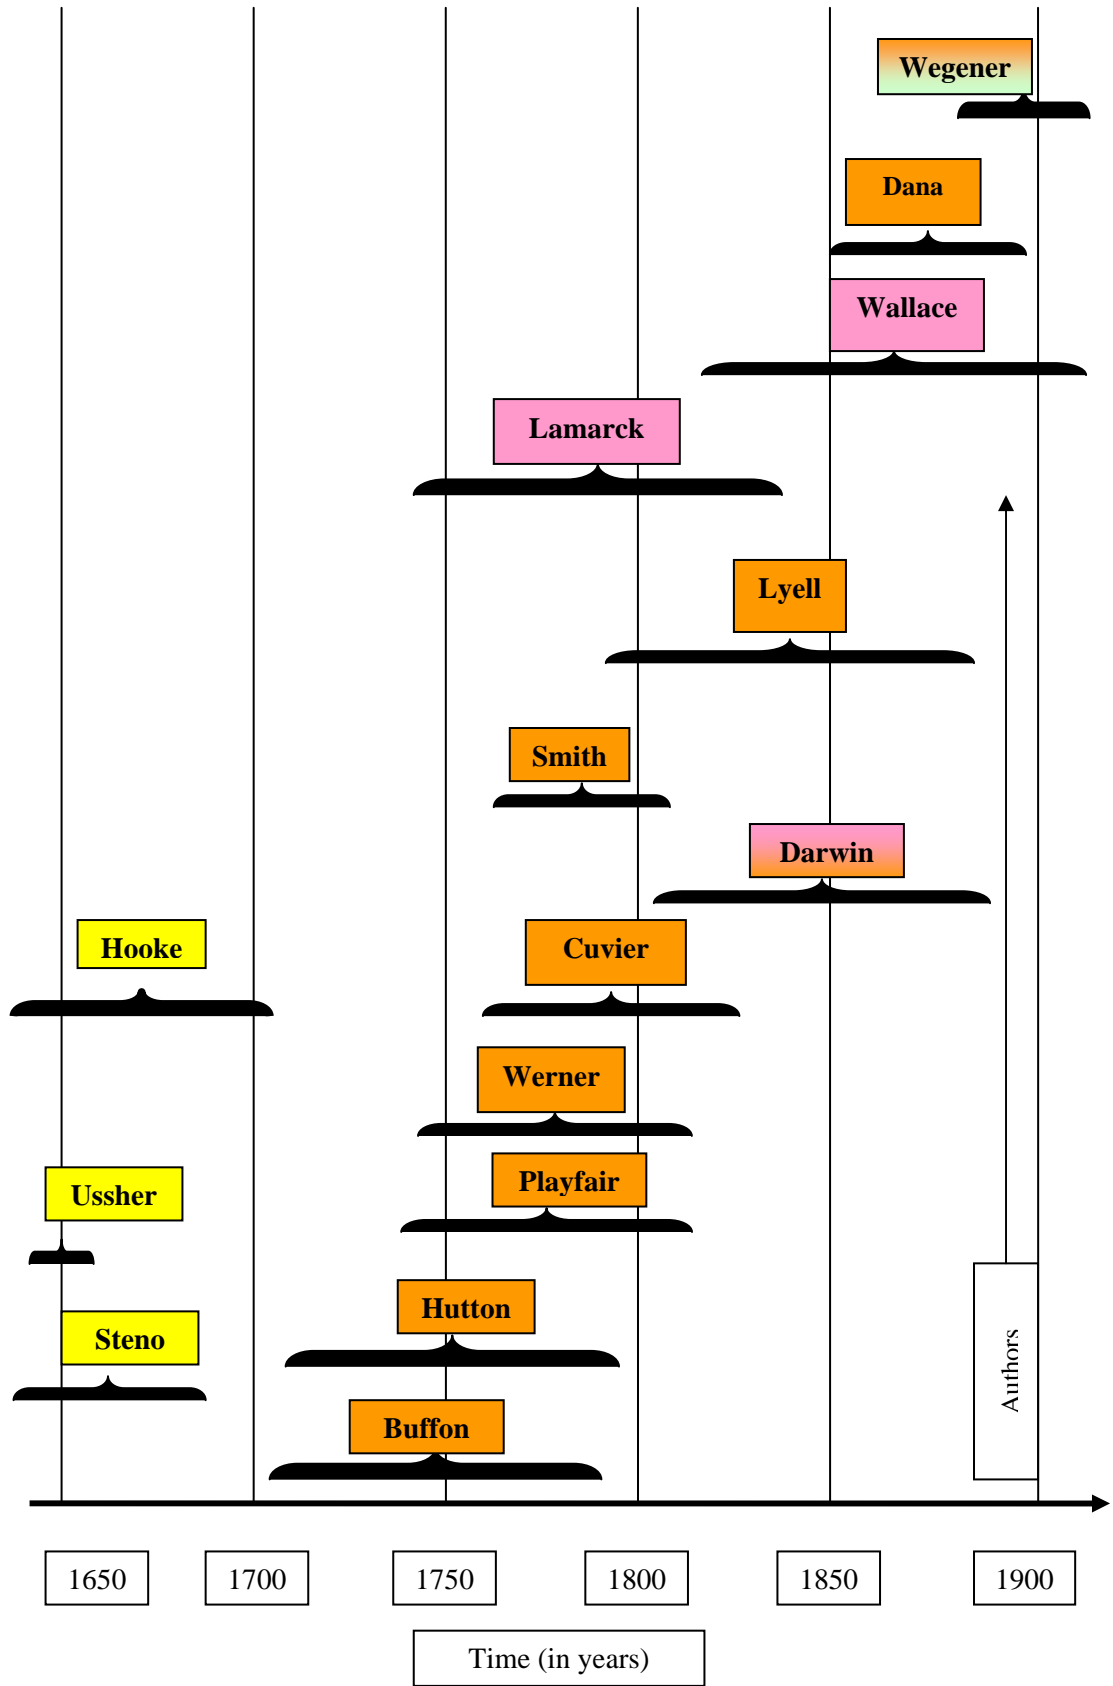 Wegener
Dana
Wallace
Lamarck
Lyell
Smith
Darwin
Hooke
Cuvier
Werner
Ussher
Playfair
Hutton
Steno
Authors
Buffon
1650
1700
1750
1800
1850
1900
Time (in years)